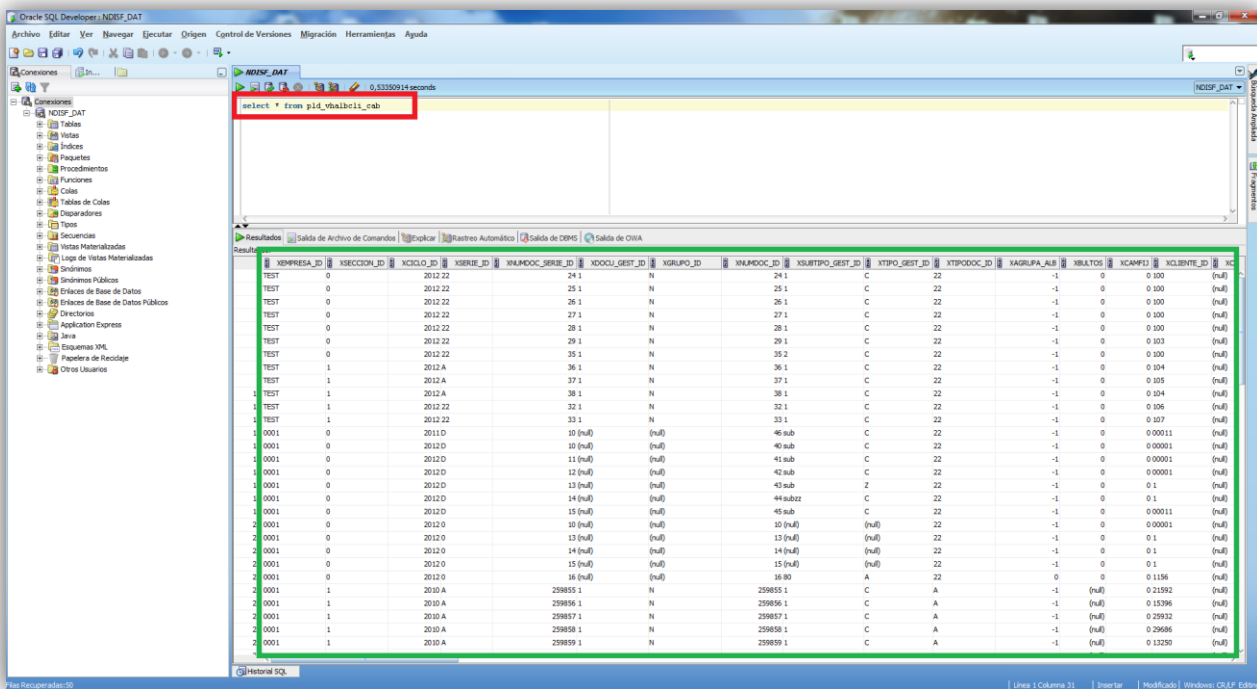 Oracle SQL Developer : NDISF_DAT
Archivo Editar Ver Navegar Ejecutar Origen Control de Versiones Migración Herramientas Ayuda
Conexiones
NDISF_DAT
0,53350914 seconds
NDISF_DAT
select * from pld_vhalbcli_cab
Conexiones
NDISF_DAT
Tablas
Vistas
Índices
Paquetes
Procedimientos
Funciones
Colas
Tablas de Colas
Disparadores
Tipos
Secuencias
Vistas Materializadas
Logs de Vistas Materializadas
Sinónimos
Sinónimos Públicos
Enlaces de Base de Datos
Enlaces de Base de Datos Públicos
Directorios
Application Express
Java
Esquemas XML
Papelera de Reciclaje
Otros Usuarios
Búsqueda Ampliada
Fragmentos
Resultados Salida de Archivo de Comandos Explicar Rastreo Automático Salida de DBMS Salida de OWA
XEMPRESA_ID XSECCION_ID XCICLO_ID XSERIE_ID XNUMDOC_SERIE_ID XDOCU_GEST_ID XGRUPO_ID XNUMDOC_ID XSUBTIPO_GEST_ID XTIPO_GEST_ID XTIPODOC_ID XAGRUPA_ALB XBULTOS XCAMFIJ XCLIENTE_ID
TEST 0 2012 22 24 1 N 24 1 C 22 -1 0 0 100 (null)
TEST 0 2012 22 25 1 N 25 1 C 22 -1 0 0 100 (null)
TEST 0 2012 22 26 1 N 26 1 C 22 -1 0 0 100 (null)
TEST 0 2012 22 27 1 N 27 1 C 22 -1 0 0 100 (null)
TEST 0 2012 22 28 1 N 28 1 C 22 -1 0 0 100 (null)
TEST 0 2012 22 29 1 N 29 1 C 22 -1 0 0 103 (null)
TEST 0 2012 22 35 1 N 35 2 C 22 -1 0 0 100 (null)
TEST 1 2012 A 36 1 N 36 1 C 22 -1 0 0 104 (null)
TEST 1 2012 A 37 1 N 37 1 C 22 -1 0 0 105 (null)
TEST 1 2012 A 38 1 N 38 1 C 22 -1 0 0 104 (null)
TEST 1 2012 22 32 1 N 32 1 C 22 -1 0 0 106 (null)
TEST 1 2012 22 33 1 N 33 1 C 22 -1 0 0 107 (null)
0001 0 2011 D 10 (null) (null) 46 sub C 22 -1 0 0 00011 (null)
0001 0 2012 D 10 (null) (null) 40 sub C 22 -1 0 0 00001 (null)
0001 0 2012 D 11 (null) (null) 41 sub C 22 -1 0 0 00001 (null)
0001 0 2012 D 12 (null) (null) 42 sub C 22 -1 0 0 00001 (null)
0001 0 2012 D 13 (null) (null) 43 sub Z 22 -1 0 0 1 (null)
0001 0 2012 D 14 (null) (null) 44 subzz C 22 -1 0 0 1 (null)
0001 0 2012 D 15 (null) (null) 45 sub C 22 -1 0 0 00011 (null)
0001 0 2012 0 10 (null) (null) 10 (null) (null) 22 -1 0 0 00001 (null)
0001 0 2012 0 13 (null) (null) 13 (null) (null) 22 -1 0 0 1 (null)
0001 0 2012 0 14 (null) (null) 14 (null) (null) 22 -1 0 0 1 (null)
0001 0 2012 0 15 (null) (null) 15 (null) (null) 22 -1 0 0 1 (null)
0001 0 2012 0 16 (null) (null) 16 80 A 22 0 0 0 1156 (null)
0001 1 2010 A 259855 1 N 259855 1 C A -1 (null) 0 21592 (null)
0001 1 2010 A 259856 1 N 259856 1 C A -1 (null) 0 15396 (null)
0001 1 2010 A 259857 1 N 259857 1 C A -1 (null) 0 25932 (null)
0001 1 2010 A 259858 1 N 259858 1 C A -1 (null) 0 29686 (null)
0001 1 2010 A 259859 1 N 259859 1 C A -1 (null) 0 13250 (null)
Historial SQL
Filas Recuperadas:50 Línea 1 Columna 31 Insertar Modificado Windows: CR/LF